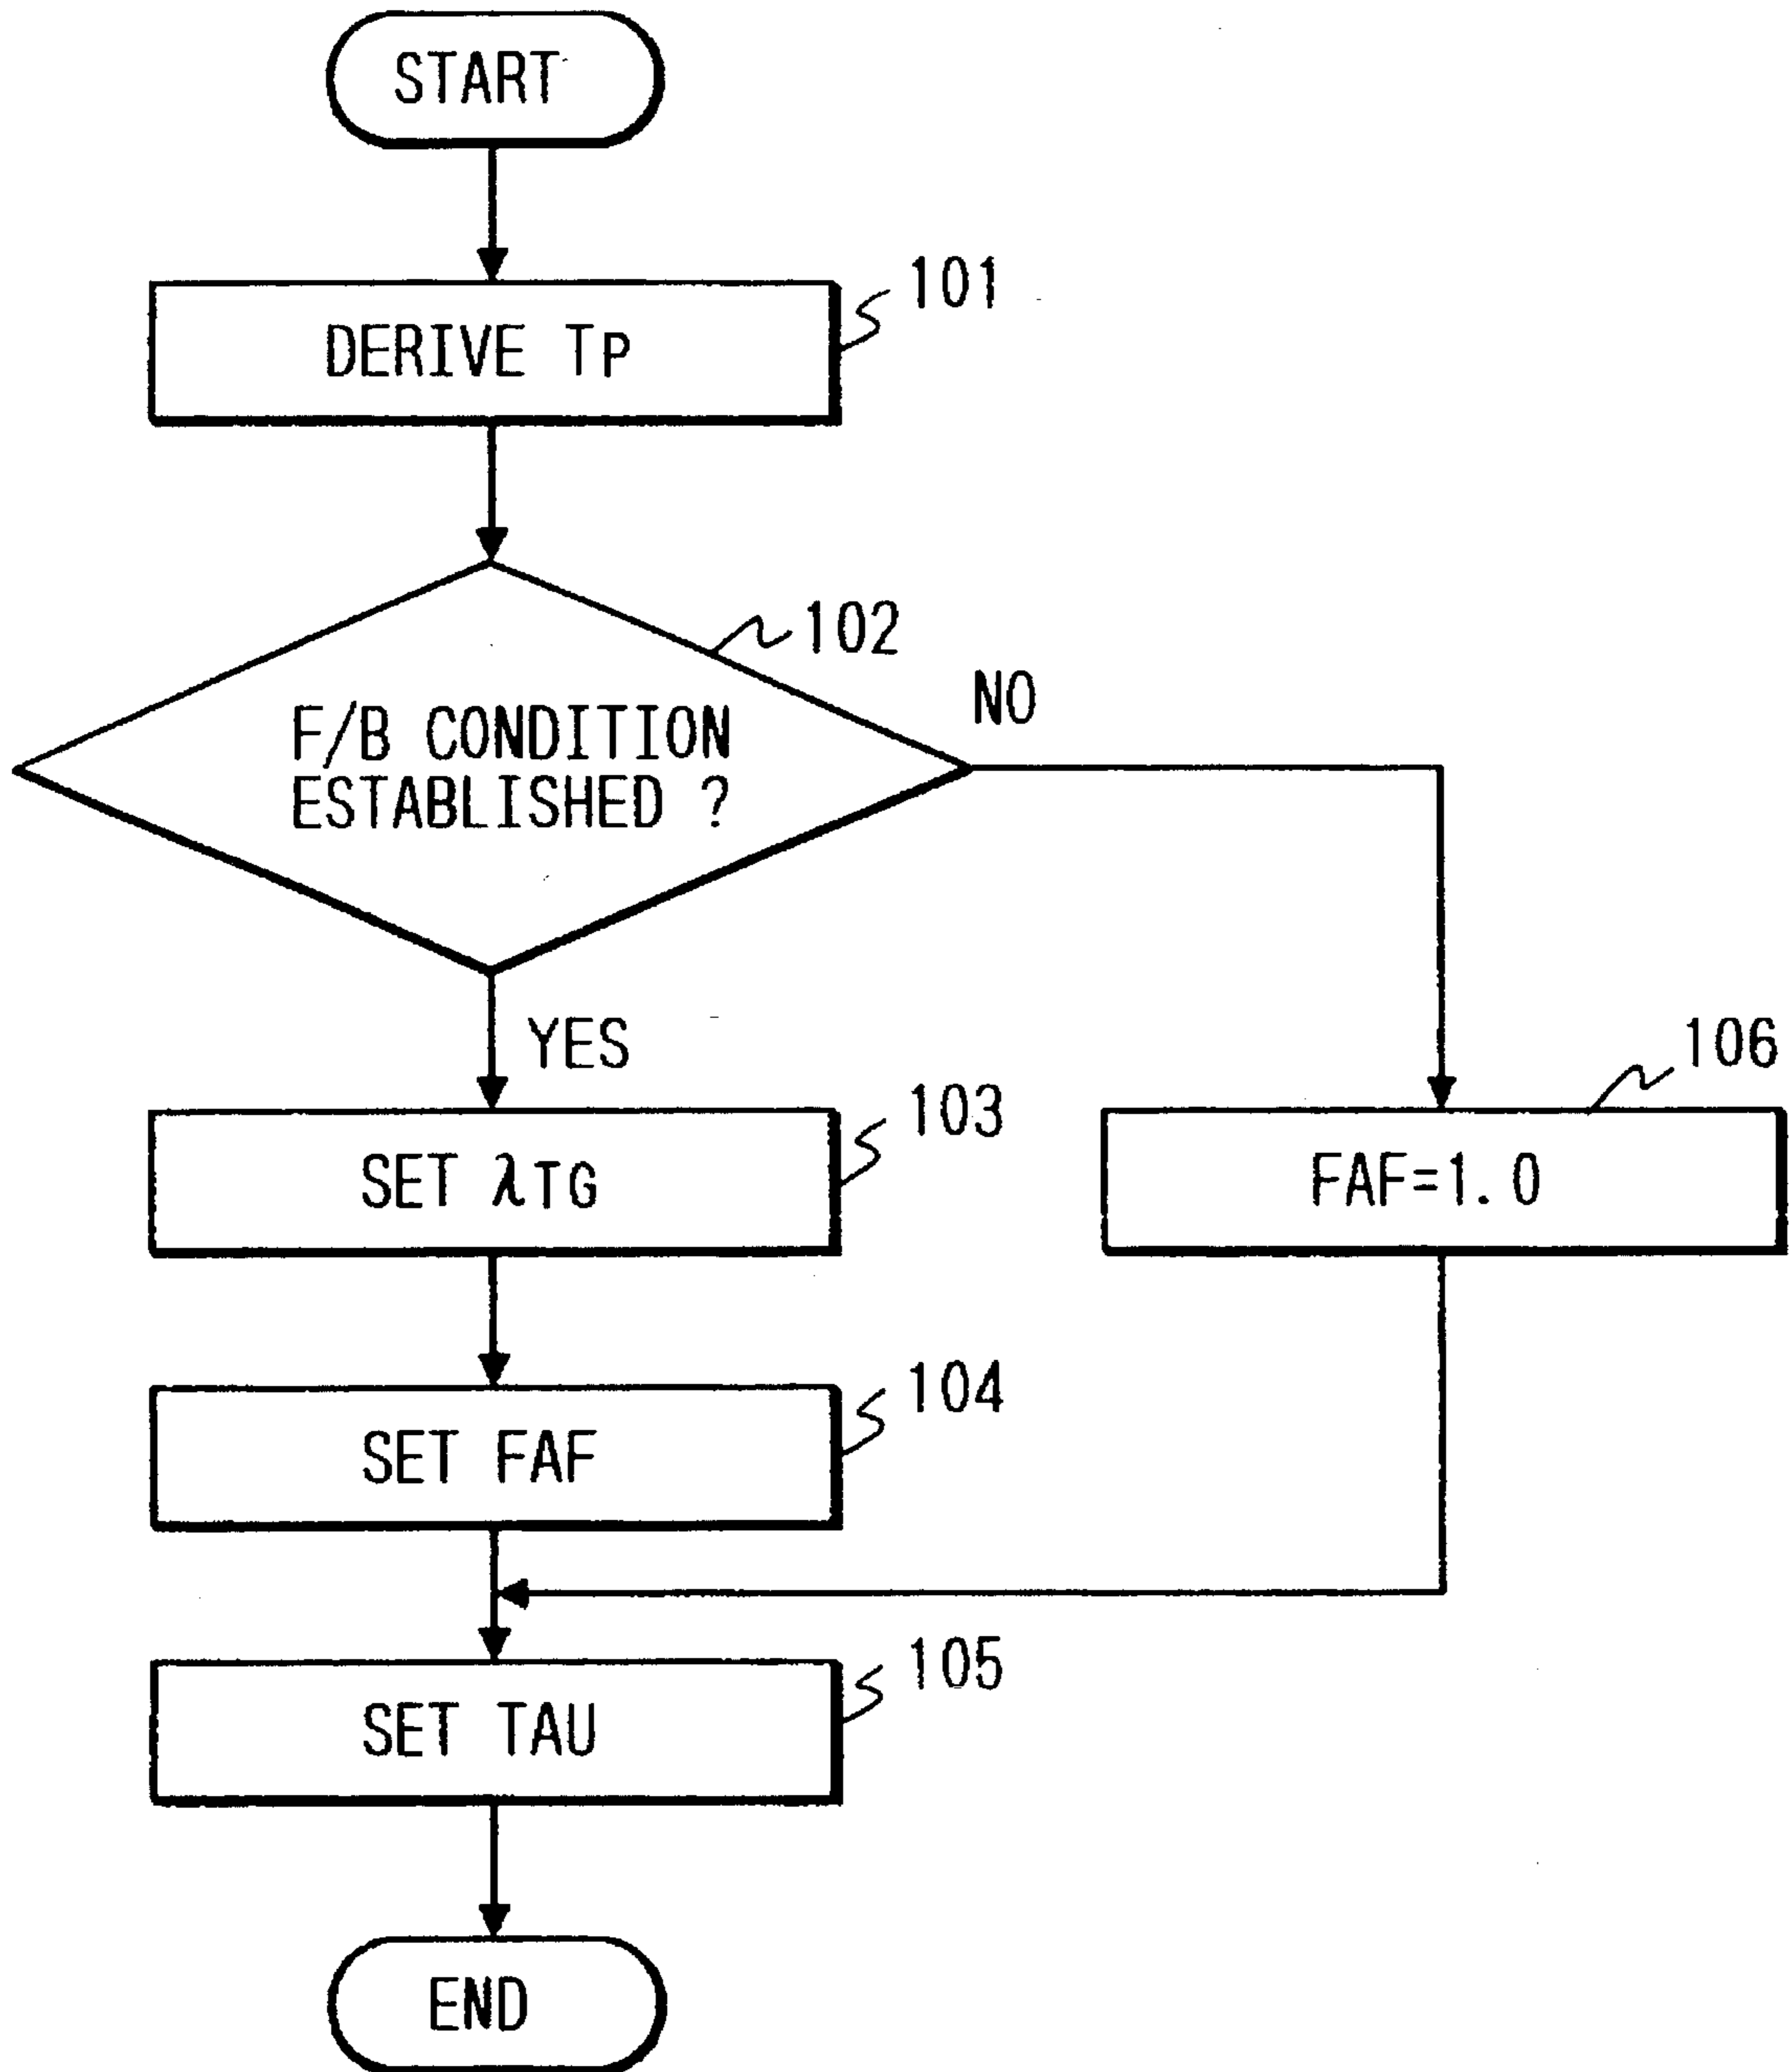 START
101
DERIVE TP
102
F/B CONDITION
ESTABLISHED ?
NO
YES
103
SET λTG
106
FAF=1.0
104
SET FAF
105
SET TAU
END